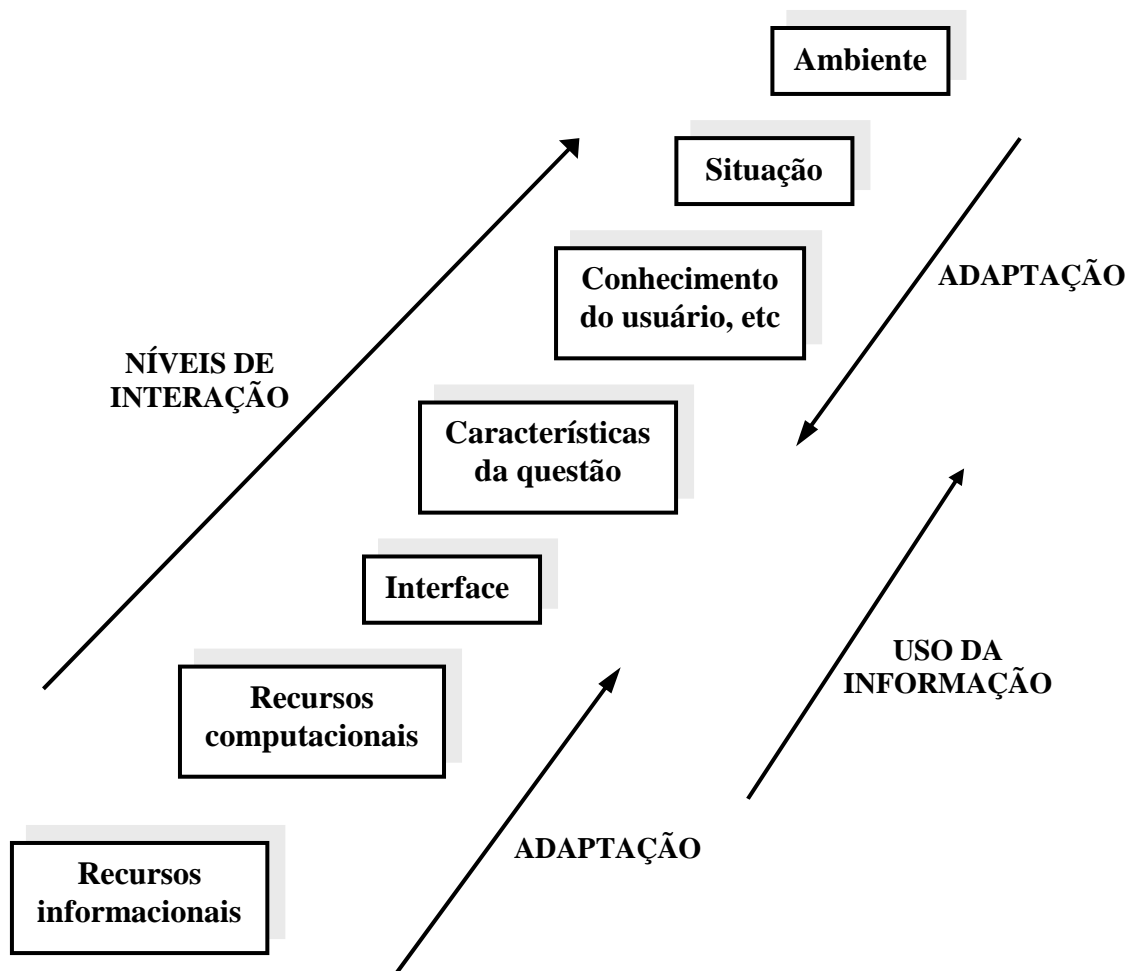 Ambiente
Situação
Conhecimento
do usuário, etc
ADAPTAÇÃO
NÍVEIS DE
INTERAÇÃO
Características
da questão
Interface
USO DA
INFORMAÇÃO
Recursos
computacionais
ADAPTAÇÃO
Recursos
informacionais